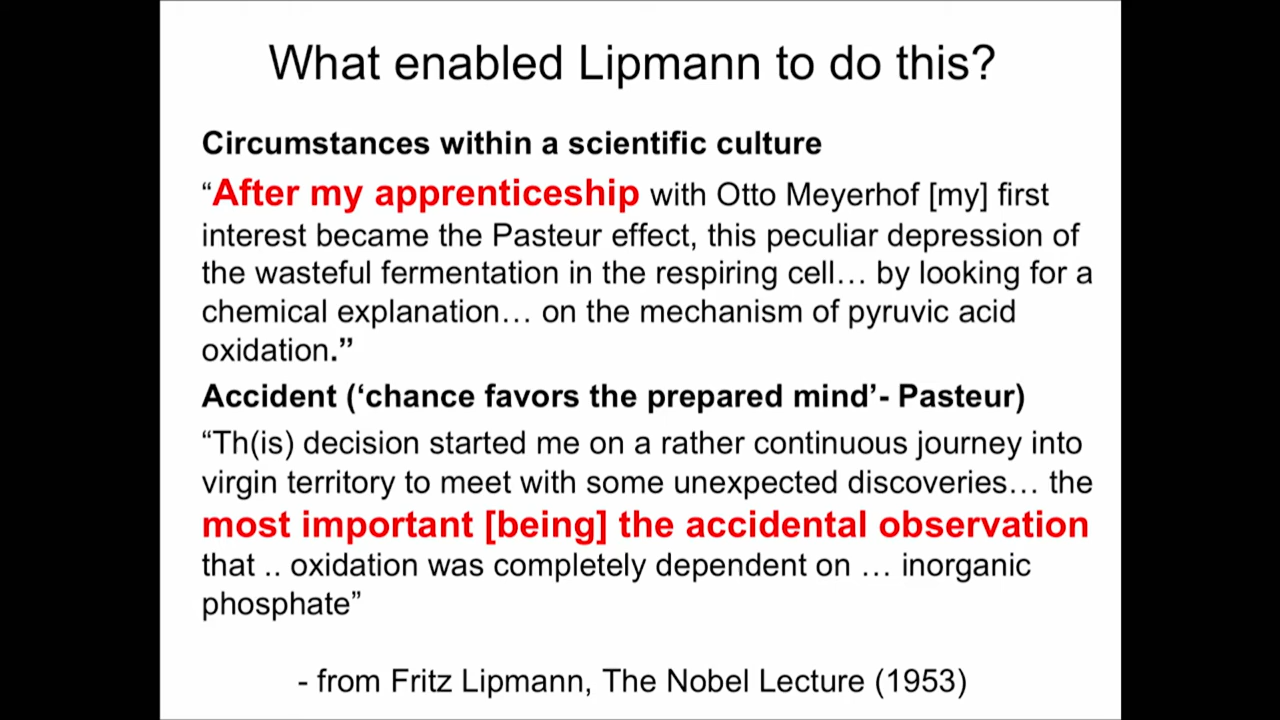 What enabled Lipmann to do this?
Circumstances within a scientific culture
“After my apprenticeship with Otto Meyerhof [my] first
interest became the Pasteur effect, this peculiar depression of
the wasteful fermentation in the respiring cell… by looking for a
chemical explanation… on the mechanism of pyruvic acid
oxidation.”
Accident (‘chance favors the prepared mind’- Pasteur)
“Th(is) decision started me on a rather continuous journey into
virgin territory to meet with some unexpected discoveries… the
most important [being] the accidental observation
that .. oxidation was completely dependent on … inorganic
phosphate”
- from Fritz Lipmann, The Nobel Lecture (1953)